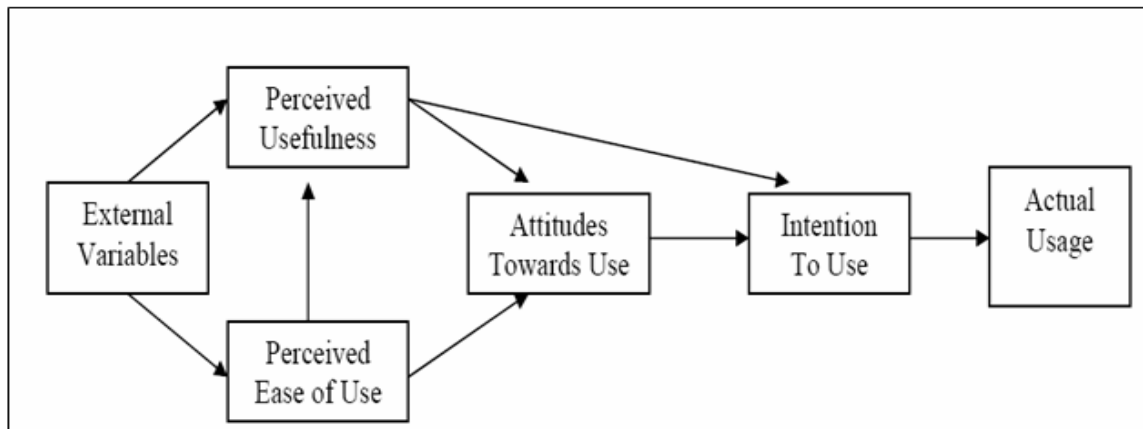 Perceived
Usefulness
External
Variables
Attitudes
Towards Use
Intention
To Use
Actual
Usage
Perceived
Ease of Use